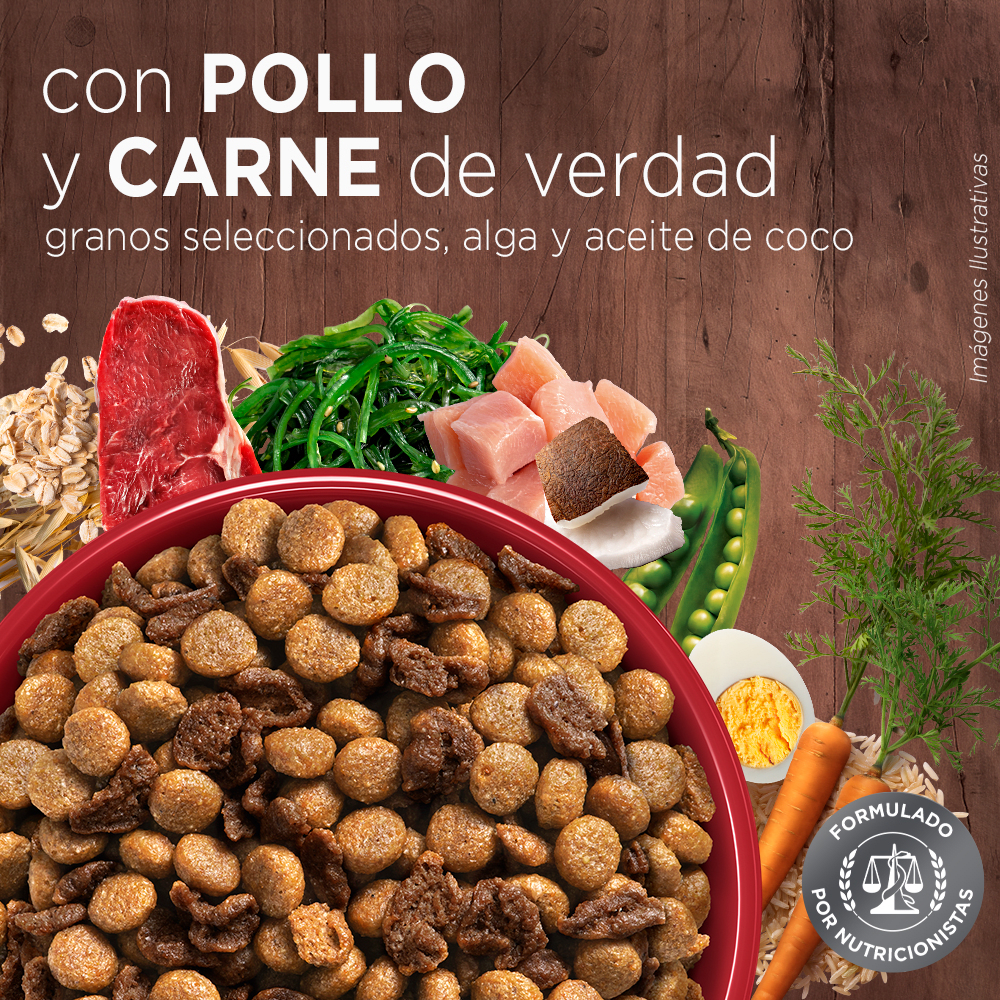 con POLLO
y CARNE de verdad
granos seleccionados, alga y aceite de coco
Imágenes Ilustrativas
FORMULADO
POR NUTRICIONISTAS